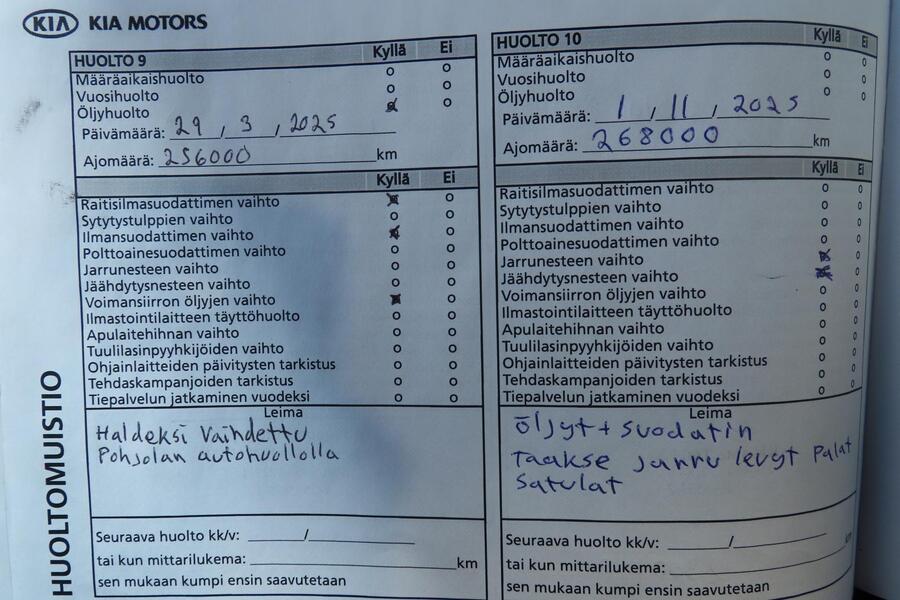 KIA KIA MOTORS
HUOLTOMUISTIO
HUOLTO 9 Kyllä Ei
Määräaikaishuolto
Vuosihuolto
Öljyhuolto
Päivämäärä: 29 , 3 , 2025
Ajomäärä: 256000 km
Kyllä Ei
Raitisilmasuodattimen vaihto
Sytytystulppien vaihto
Ilmansuodattimen vaihto
Polttoainesuodattimen vaihto
Jarrunesteen vaihto
Jäähdytysnesteen vaihto
Voimansiirron öljyjen vaihto
Ilmastointilaitteen täyttöhuolto
Apulaitehihnan vaihto
Tuulilasinpyyhkijöiden vaihto
Ohjainlaitteiden päivitysten tarkistus
Tehdaskampanjoiden tarkistus
Tiepalvelun jatkaminen vuodeksi
Leima
Haldeksi vaihdettu
Pohjolan autohuollolla
Seuraava huolto kk/v: /
tai kun mittarilukema: km
sen mukaan kumpi ensin saavutetaan
HUOLTO 10 Kyllä Ei
Määräaikaishuolto
Vuosihuolto
Öljyhuolto
Päivämäärä: 1 , 11 , 2025
Ajomäärä: 268000 km
Kyllä Ei
Raitisilmasuodattimen vaihto
Sytytystulppien vaihto
Ilmansuodattimen vaihto
Polttoainesuodattimen vaihto
Jarrunesteen vaihto
Jäähdytysnesteen vaihto
Voimansiirron öljyjen vaihto
Ilmastointilaitteen täyttöhuolto
Apulaitehihnan vaihto
Tuulilasinpyyhkijöiden vaihto
Ohjainlaitteiden päivitysten tarkistus
Tehdaskampanjoiden tarkistus
Tiepalvelun jatkaminen vuodeksi
Leima
öljyt + suodatin
Taakse jarru levyt Palat
Satulat
Seuraava huolto kk/v: /
tai kun mittarilukema: km
sen mukaan kumpi ensin saavutetaan